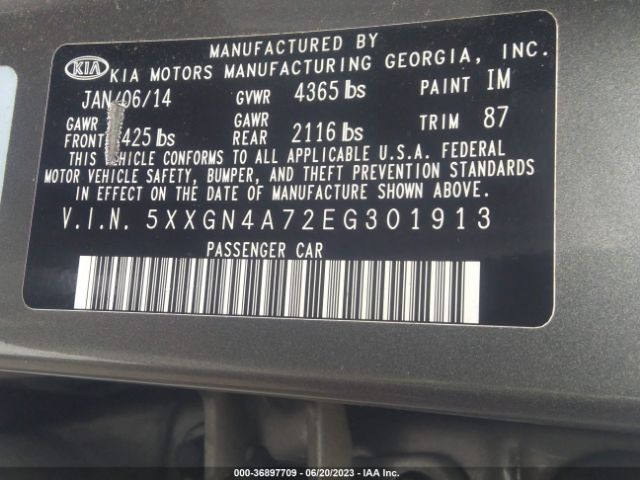 MANUFACTURED BY
KIA KIA MOTORS MANUFACTURING GEORGIA, INC.
JAN/06/14 GVWR 4365 lbs PAINT IM
GAWR FRONT 425 lbs GAWR REAR 2116 lbs TRIM 87
THIS VEHICLE CONFORMS TO ALL APPLICABLE U.S.A. FEDERAL
MOTOR VEHICLE SAFETY, BUMPER, AND THEFT PREVENTION STANDARDS
IN EFFECT ON THE DATE OF MANUFACTURE SHOWN ABOVE.
V.I.N. 5XXGN4A72EG301913
PASSENGER CAR
000-36897709 - 06/20/2023 - IAA Inc.